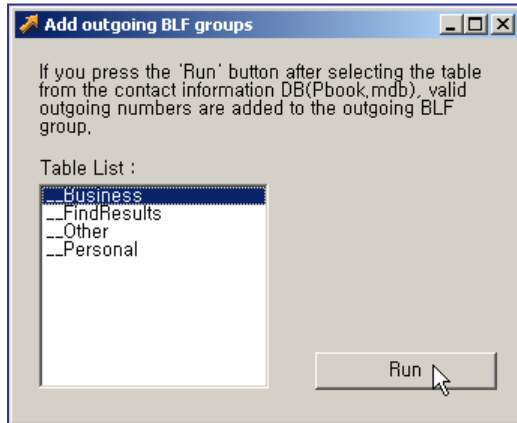 Add outgoing BLF groups
If you press the 'Run' button after selecting the table
from the contact information DB(Pbook,mdb), valid
outgoing numbers are added to the outgoing BLF
group,
Table List :
__Business
__FindResults
__Other
__Personal
Run